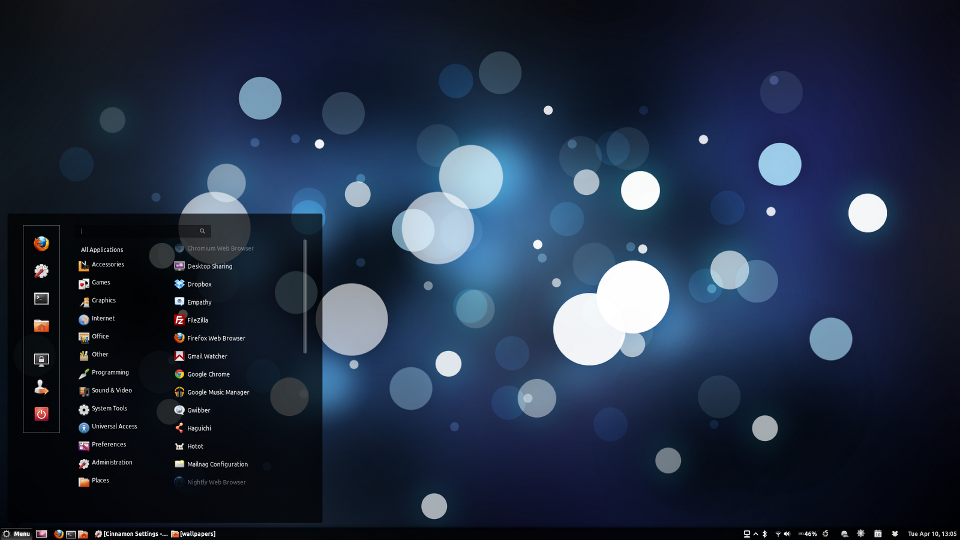 All Applications
Accessories
Games
Graphics
Internet
Office
Other
Programming
Sound & Video
System Tools
Universal Access
Preferences
Administration
Places
Chromium Web Browser
Desktop Sharing
Dropbox
Empathy
FileZilla
Firefox Web Browser
Gmail Watcher
Google Chrome
Google Music Manager
Gwibber
Haguichi
Hotot
Mailnag Configuration
Nightly Web Browser
Menu
[Cinnamon Settings -...
[wallpapers]
46%
Tue Apr 10, 13:05